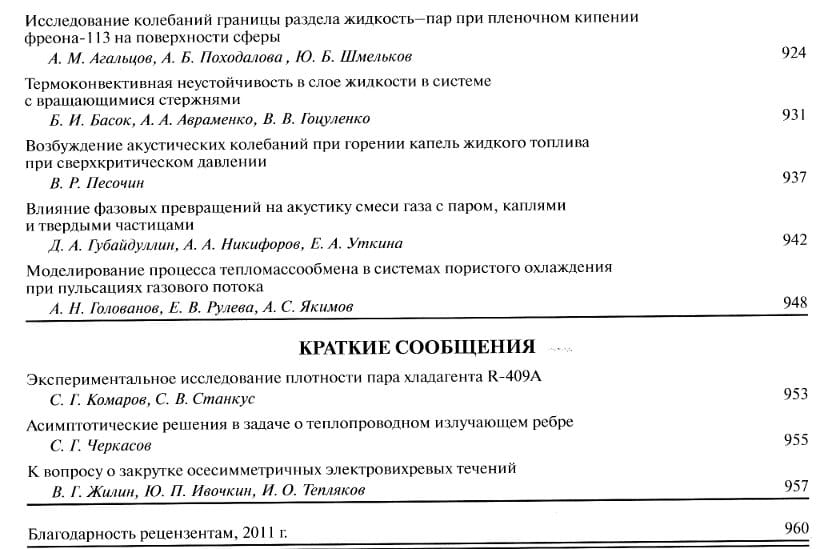 Исследование колебаний границы раздела жидкость–пар при пленочном кипении
фреона-113 на поверхности сферы
А. М. Агальцов, А. Б. Походалова, Ю. Б. Шмельков 924
Термоконвективная неустойчивость в слое жидкости в системе
с вращающимися стержнями
Б. И. Басок, А. А. Авраменко, В. В. Гоцуленко 931
Возбуждение акустических колебаний при горении капель жидкого топлива
при сверхкритическом давлении
В. Р. Песочин 937
Влияние фазовых превращений на акустику смеси газа с паром, каплями
и твердыми частицами
Д. А. Губайдуллин, А. А. Никифоров, Е. А. Уткина 942
Моделирование процесса тепломассообмена в системах пористого охлаждения
при пульсациях газового потока
А. Н. Голованов, Е. В. Рулева, А. С. Якимов 948
КРАТКИЕ СООБЩЕНИЯ
Экспериментальное исследование плотности пара хладагента R-409A
С. Г. Комаров, С. В. Станкус 953
Асимптотические решения в задаче о теплопроводном излучающем ребре
С. Г. Черкасов 955
К вопросу о закрутке осесимметричных электровихревых течений
В. Г. Жилин, Ю. П. Ивочкин, И. О. Тепляков 957
Благодарность рецензентам, 2011 г. 960